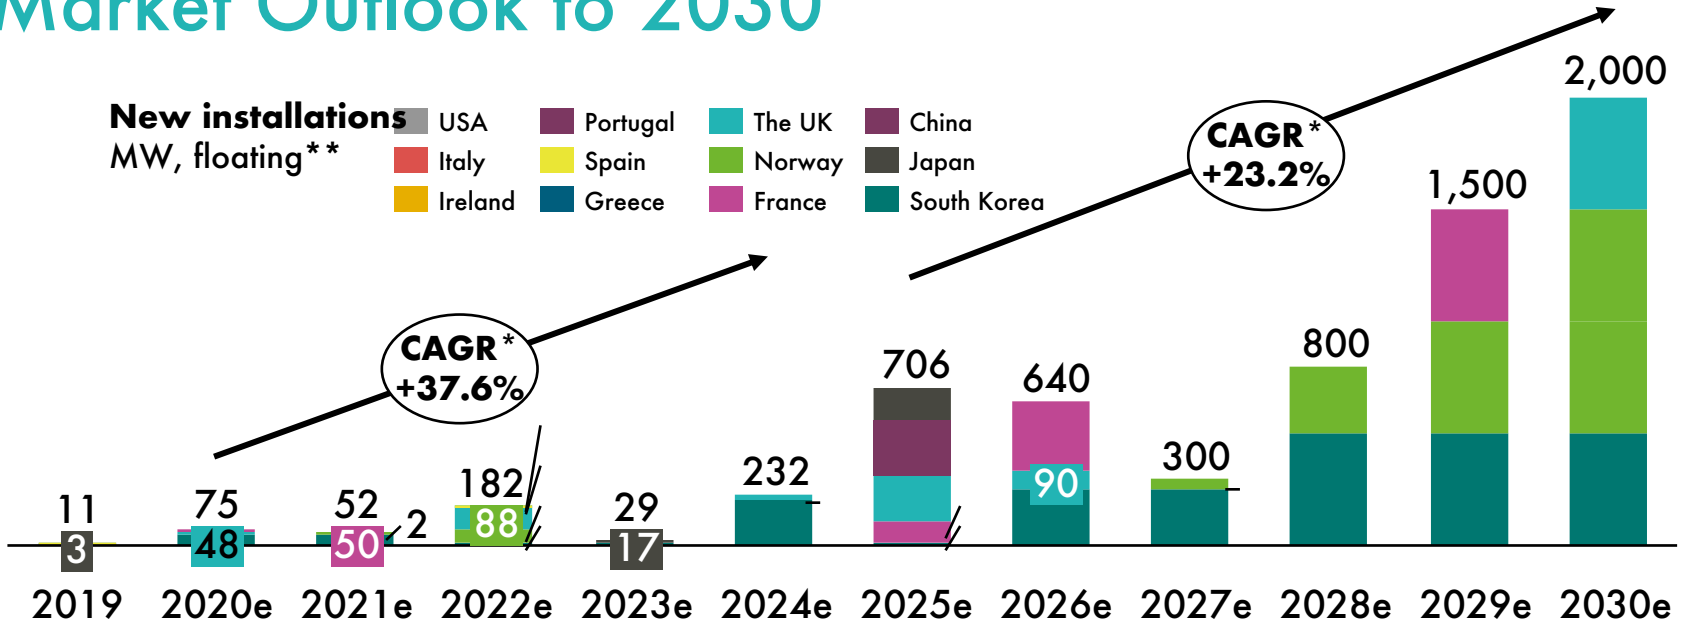 Market Outlook to 2030
New installations
MW, floating**
USA
Portugal
The UK
China
Italy
Spain
Norway
Japan
Ireland
Greece
France
South Korea
CAGR*
+37.6%
CAGR*
+23.2%
11
75
52
182
29
232
706
640
300
800
1,500
2,000
3
48
50
2
88
17
90
2019
2020e
2021e
2022e
2023e
2024e
2025e
2026e
2027e
2028e
2029e
2030e